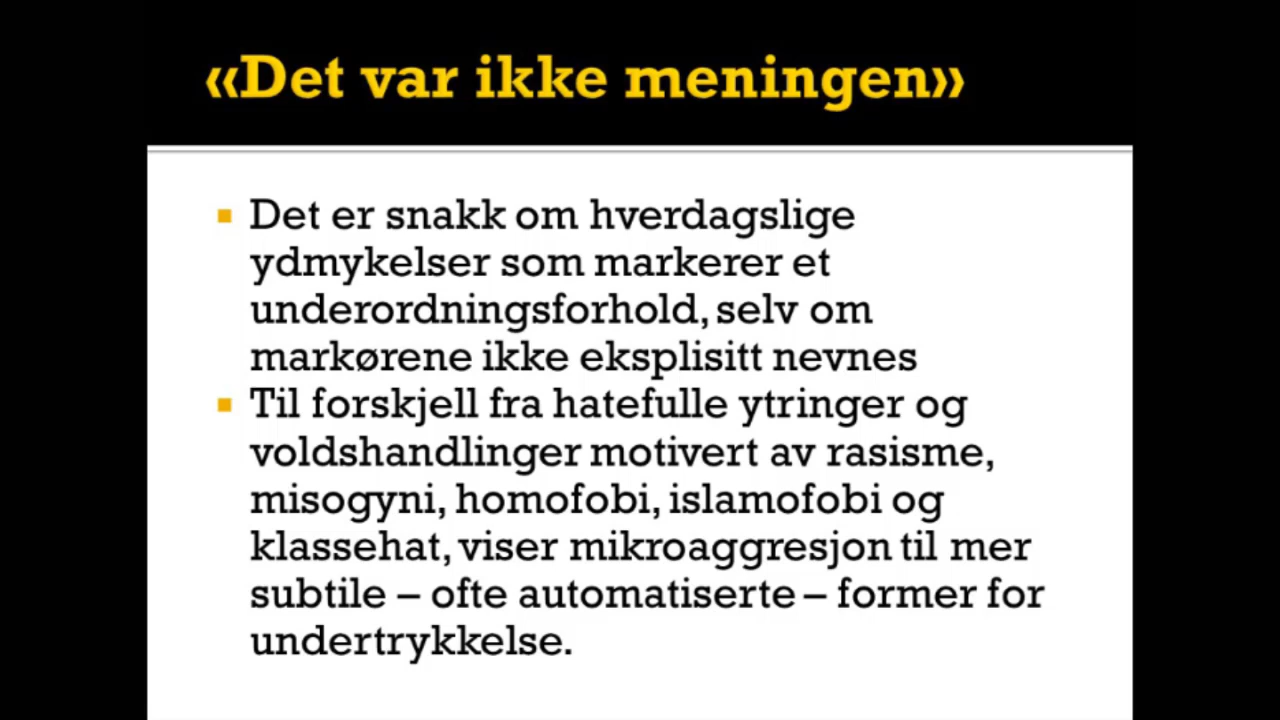 «Det var ikke meningen»
Det er snakk om hverdagslige
ydmykelser som markerer et
underordningsforhold, selv om
markørene ikke eksplisitt nevnes
Til forskjell fra hatefulle ytringer og
voldshandlinger motivert av rasisme,
misogyni, homofobi, islamofobi og
klassehat, viser mikroaggresjon til mer
subtile – ofte automatiserte – former for
undertrykkelse.